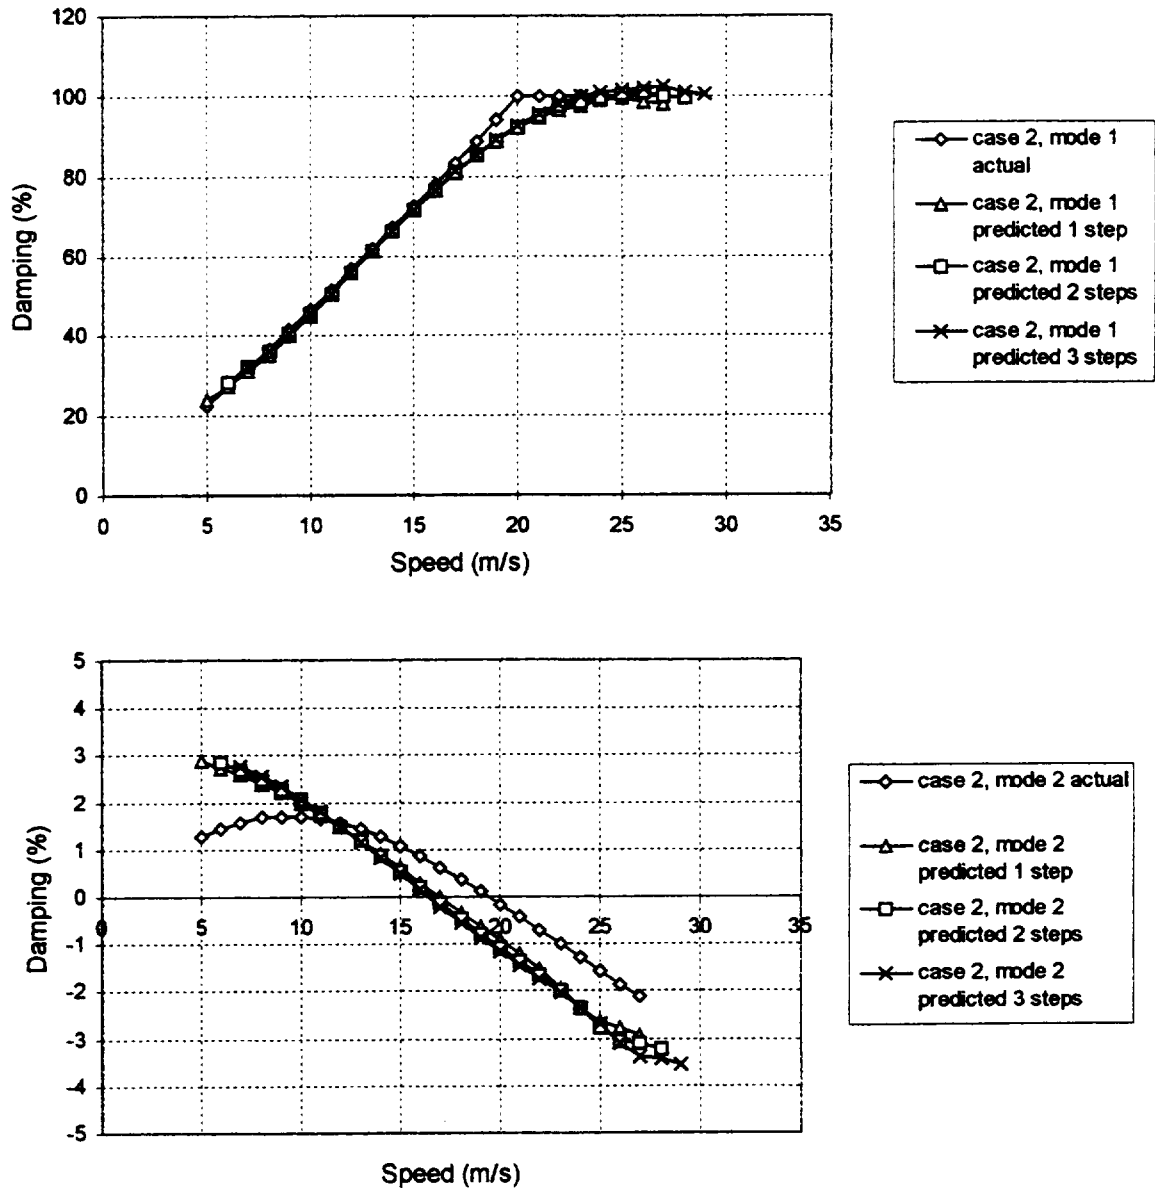 120
100
80
60
40
20
0
Damping (%)
0 5 10 15 20 25 30 35
Speed (m/s)
case 2, mode 1
actual
case 2, mode 1
predicted 1 step
case 2, mode 1
predicted 2 steps
case 2, mode 1
predicted 3 steps
5
4
3
2
1
0
-1
-2
-3
-4
-5
Damping (%)
0 5 10 15 20 25 30 35
Speed (m/s)
case 2, mode 2 actual
case 2, mode 2
predicted 1 step
case 2, mode 2
predicted 2 steps
case 2, mode 2
predicted 3 steps